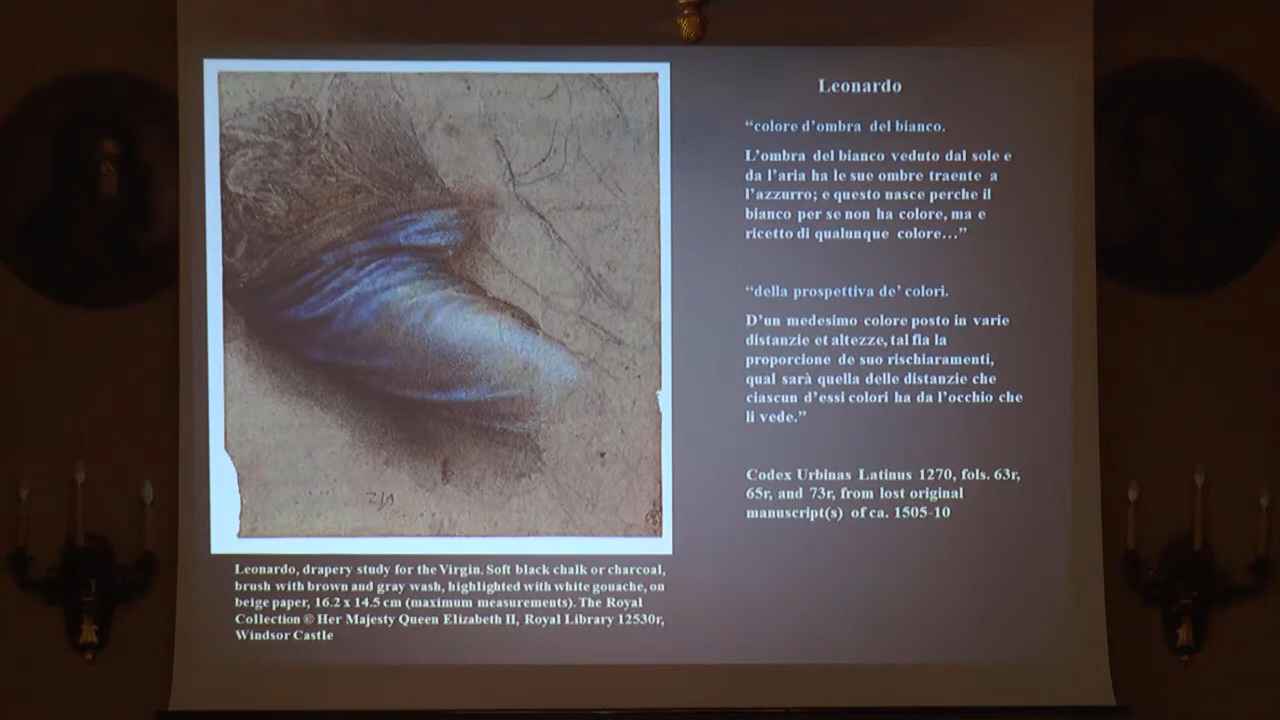 Leonardo
“colore d’ombra del bianco.
L’ombra del bianco veduto dal sole e
da l’aria ha le sue ombre traente a
l’azzurro; e questo nasce perche il
bianco per se non ha colore, ma e
ricetto di qualunque colore…”
“della prospettiva de’ colori.
D’un medesimo colore posto in varie
distanzie et altezze, tal fia la
proporcione de suo rischiaramenti,
qual sarà quella delle distanzie che
ciascun d’essi colori ha da l’occhio che
li vede.”
Codex Urbinas Latinus 1270, fols. 63r,
65r, and 73r, from lost original
manuscript(s) of ca. 1505-10
Leonardo, drapery study for the Virgin. Soft black chalk or charcoal,
brush with brown and gray wash, highlighted with white gouache, on
beige paper, 16.2 x 14.5 cm (maximum measurements). The Royal
Collection © Her Majesty Queen Elizabeth II, Royal Library 12530r,
Windsor Castle